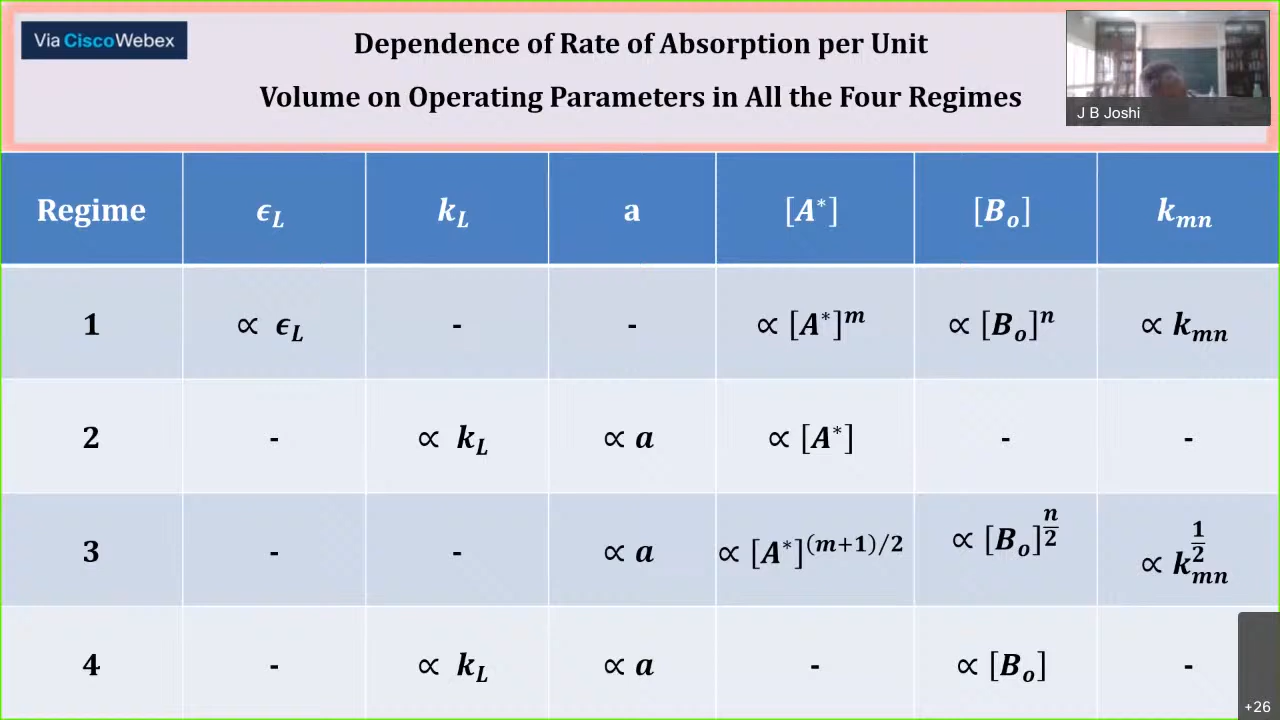 Via Cisco Webex
Dependence of Rate of Absorption per Unit
Volume on Operating Parameters in All the Four Regimes
J B Joshi
Regime ϵ_L k_L a [A*] [B_o] k_mn
1 ∝ ϵ_L - - ∝ [A*]^m ∝ [B_o]^n ∝ k_mn
2 - ∝ k_L ∝ a ∝ [A*] - -
3 - - ∝ a ∝ [A*]^(m+1)/2 ∝ [B_o]^n/2 ∝ k_mn^1/2
4 - ∝ k_L ∝ a - ∝ [B_o] -
+26